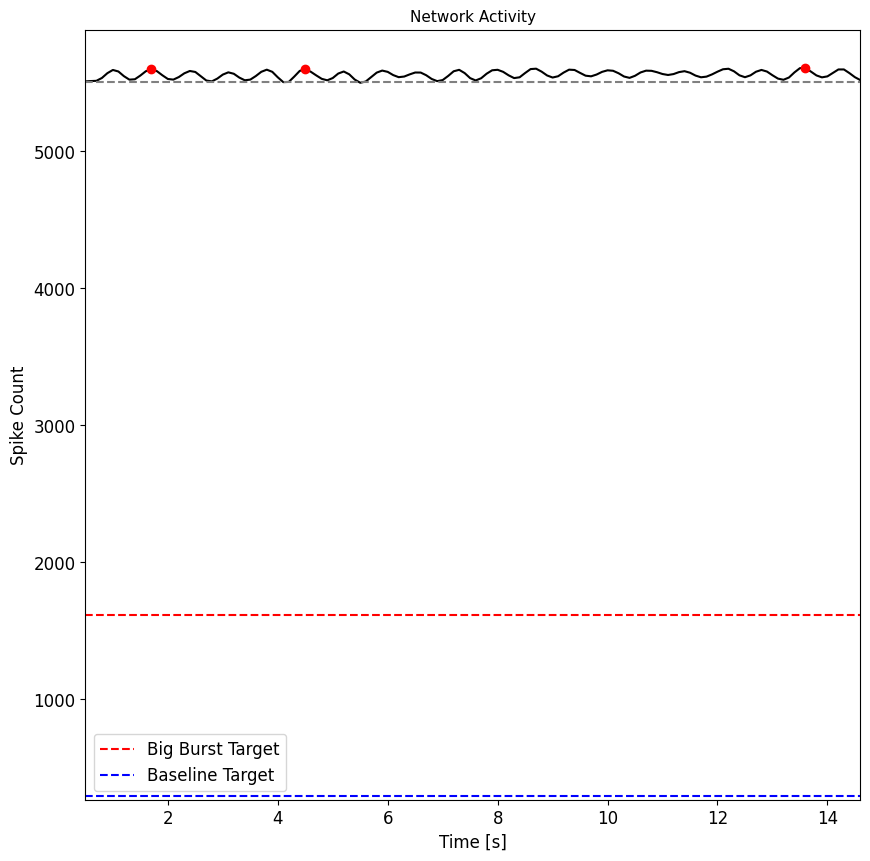 Network Activity
Spike Count
5000
4000
3000
2000
1000
Big Burst Target
Baseline Target
2
4
6
8
10
12
14
Time [s]